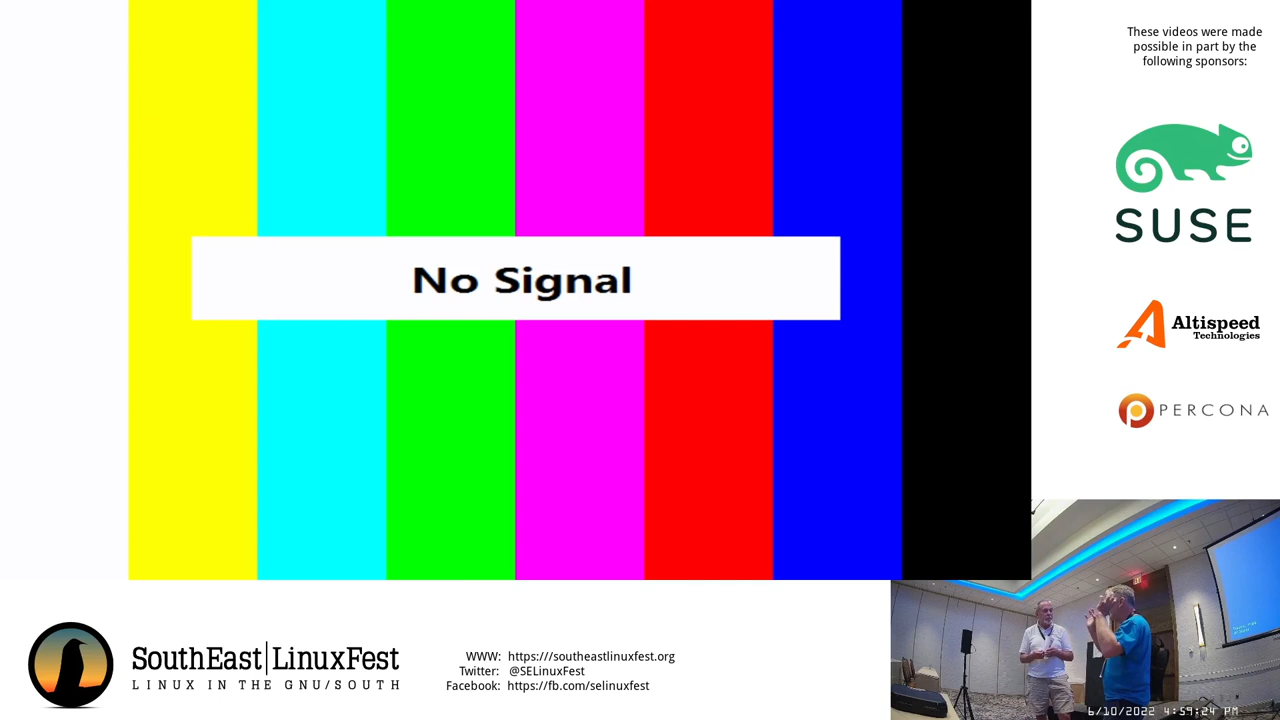 These videos were made
possible in part by the
following sponsors:
SUSE
Altispeed
Technologies
PERCONA
No Signal
SouthEast LinuxFest
LINUX IN THE GNU/SOUTH
WWW: https:///southeastlinuxfest.org
Twitter: @SELinuxFest
Facebook: https://fb.com/selinuxfest
6/10/2022 4:59:24 PM